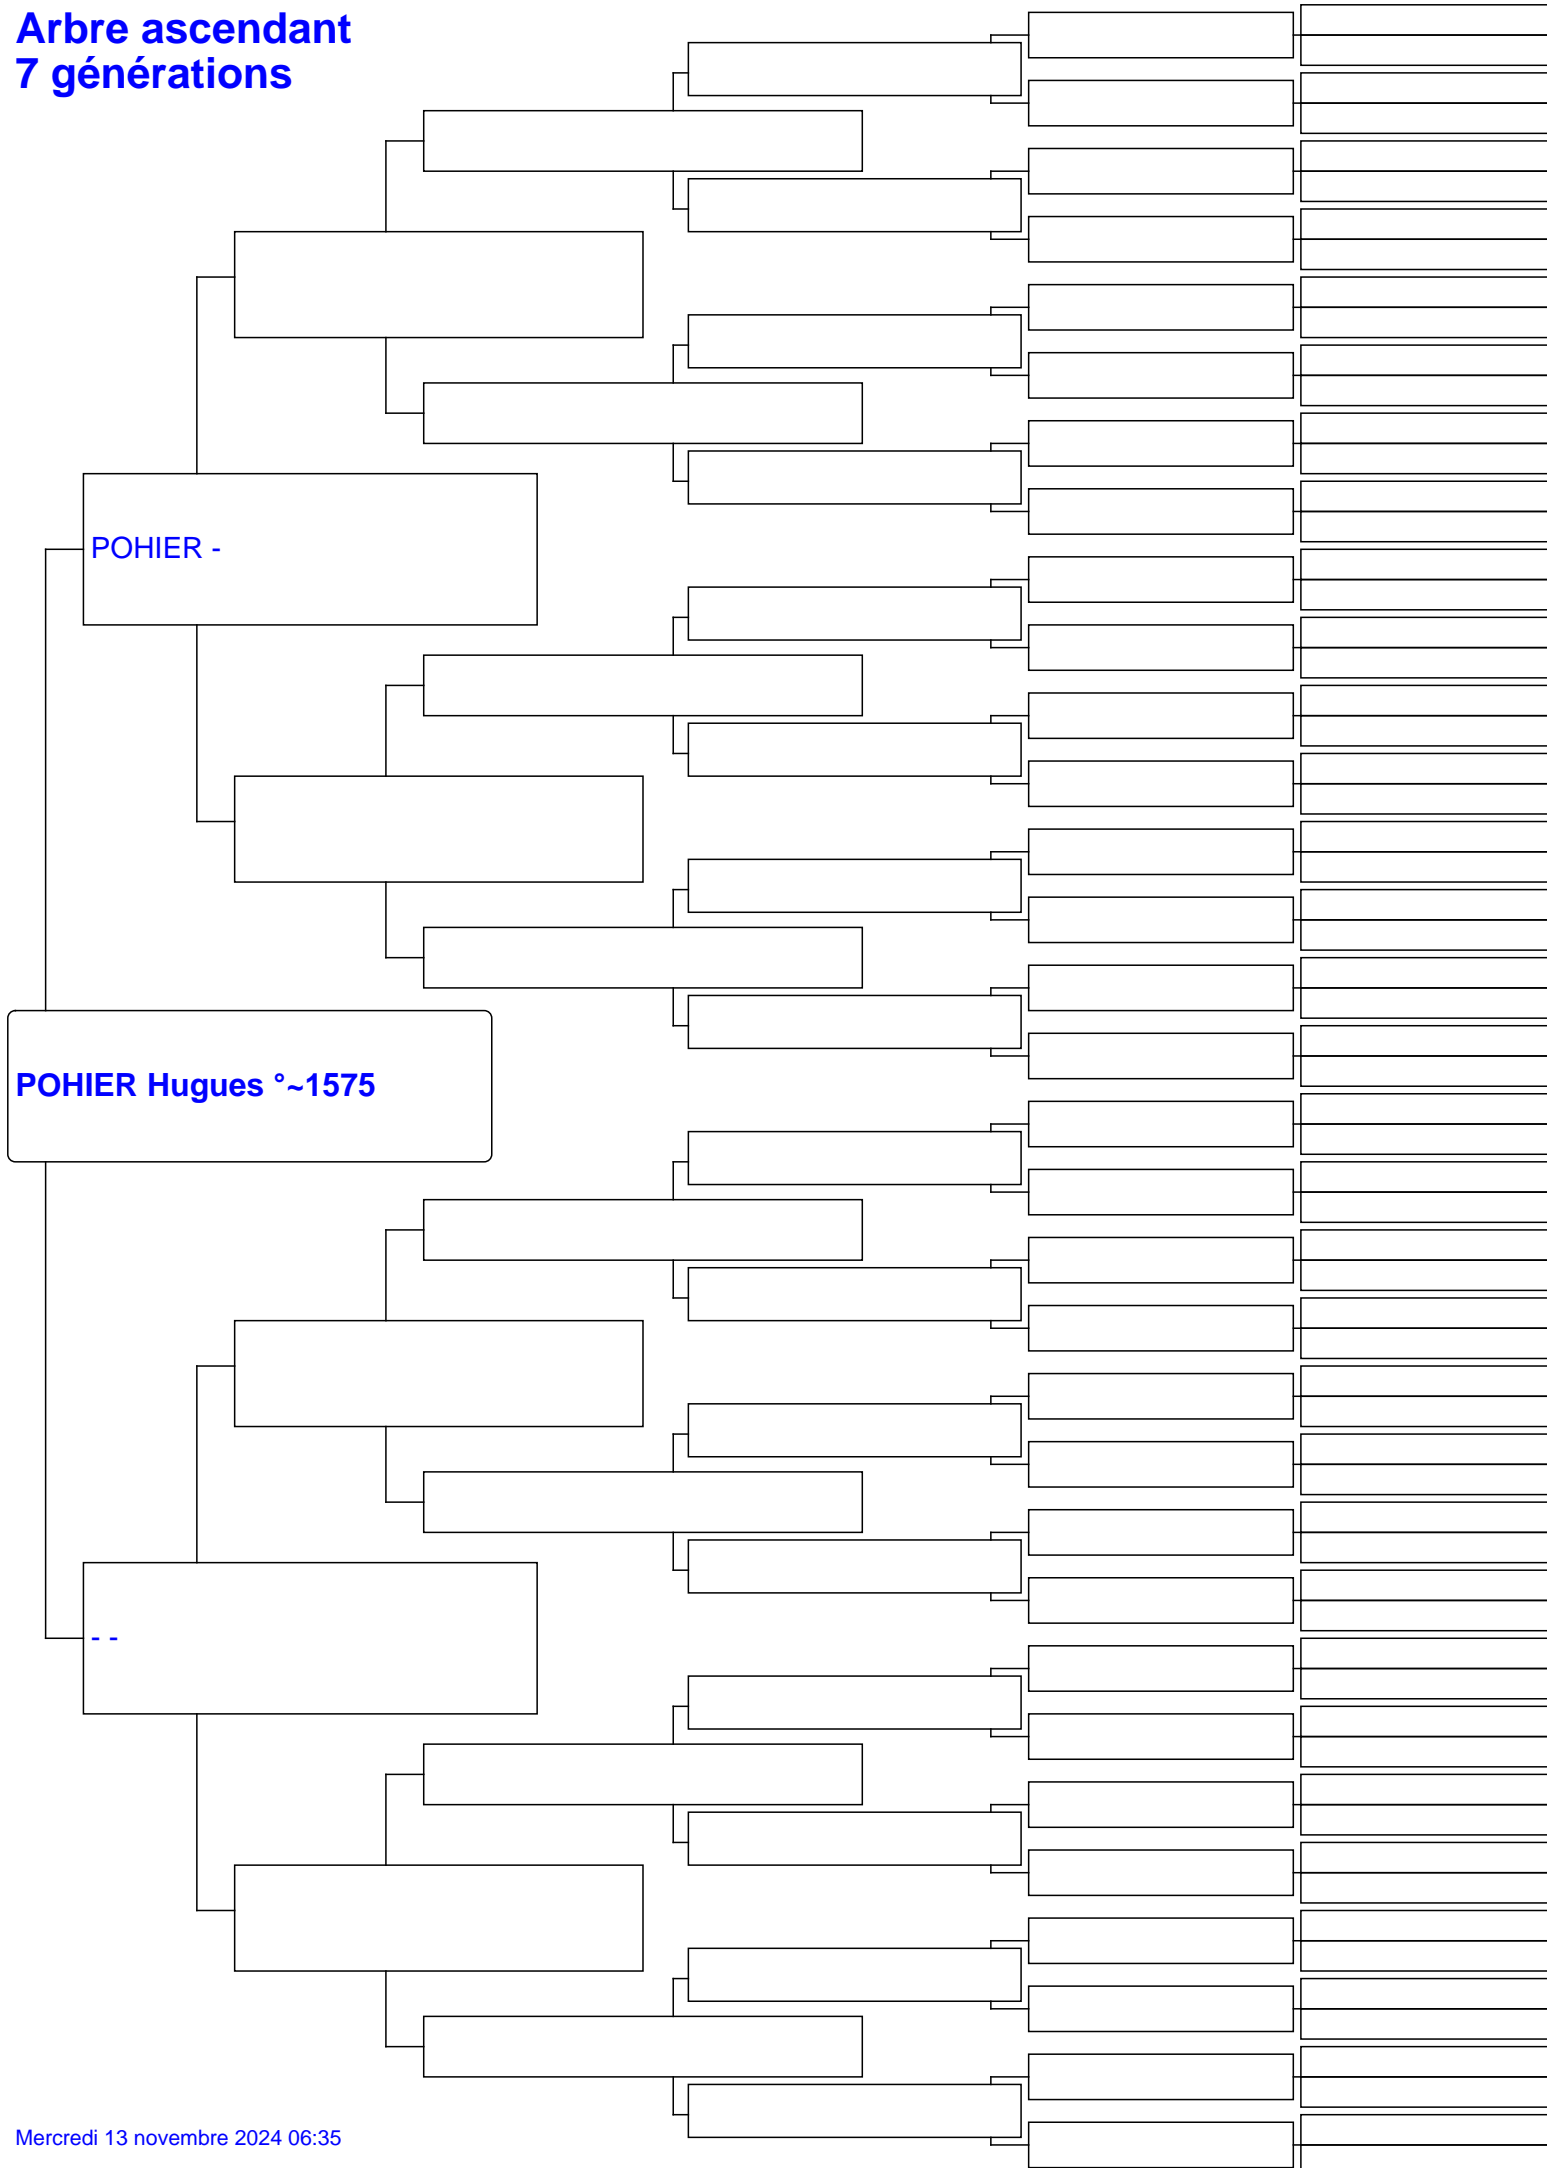 Arbre ascendant
7 générations
POHIER -
POHIER Hugues °~1575
- -
Mercredi 13 novembre 2024 06:35